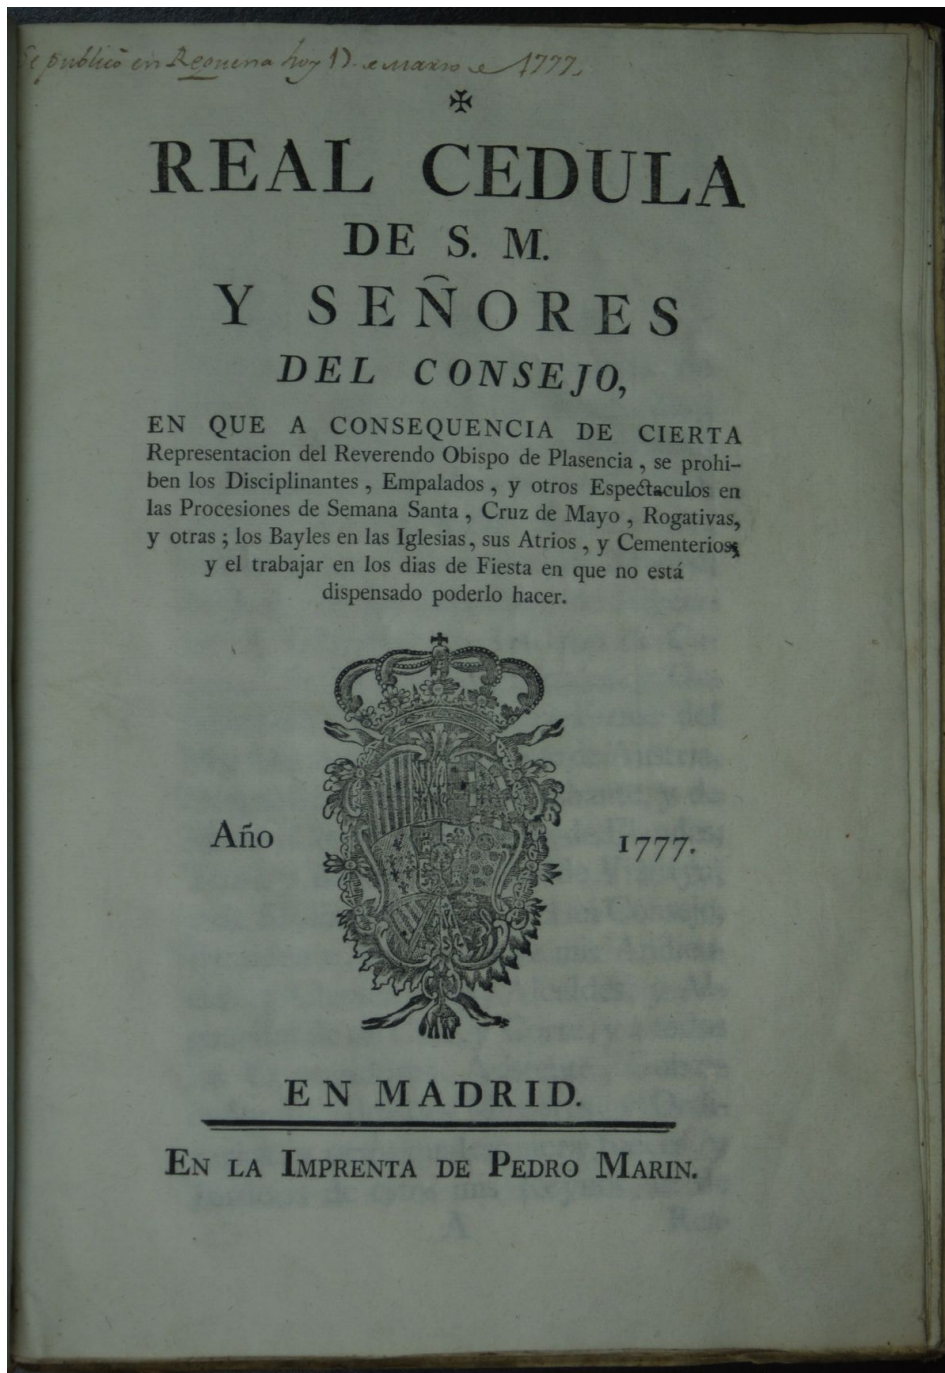 Se publicó en Requena hoy 17 de Marzo de 1777.
✠
REAL CEDULA
DE S. M.
Y SEÑORES
DEL CONSEJO,
EN QUE A CONSEQUENCIA DE CIERTA
Representacion del Reverendo Obispo de Plasencia, se prohi-
ben los Disciplinantes, Empalados, y otros Espectaculos en
las Procesiones de Semana Santa, Cruz de Mayo, Rogativas,
y otras; los Bayles en las Iglesias, sus Atrios, y Cementerios;
y el trabajar en los dias de Fiesta en que no está
dispensado poderlo hacer.
Año 1777.
EN MADRID.
EN LA IMPRENTA DE PEDRO MARIN.